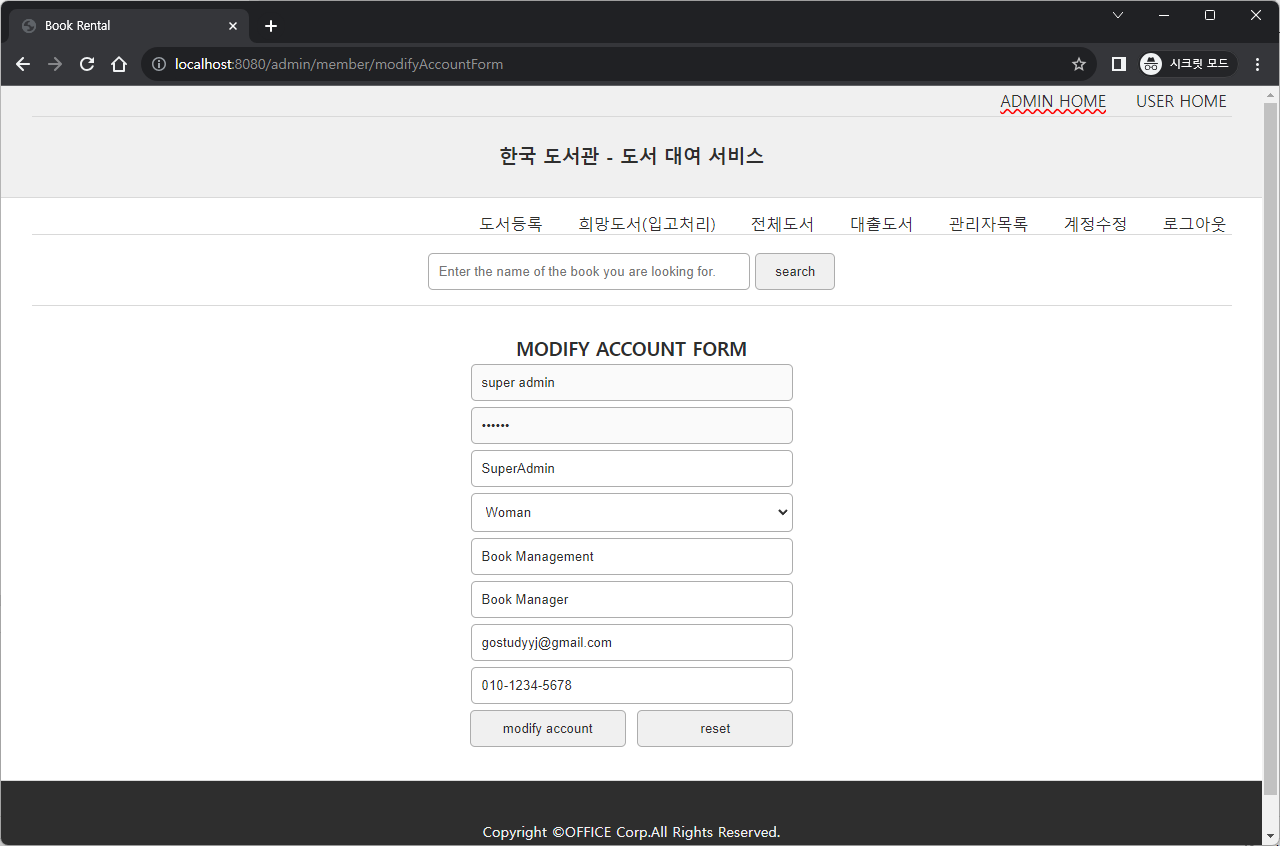 Book Rental
localhost:8080/admin/member/modifyAccountForm
시크릿 모드
ADMIN HOME USER HOME
한국 도서관 - 도서 대여 서비스
도서등록 희망도서(입고처리) 전체도서 대출도서 관리자목록 계정수정 로그아웃
Enter the name of the book you are looking for. search
MODIFY ACCOUNT FORM
super admin
••••••
SuperAdmin
Woman
Book Management
Book Manager
gostudyyj@gmail.com
010-1234-5678
modify account reset
Copyright ©OFFICE Corp.All Rights Reserved.